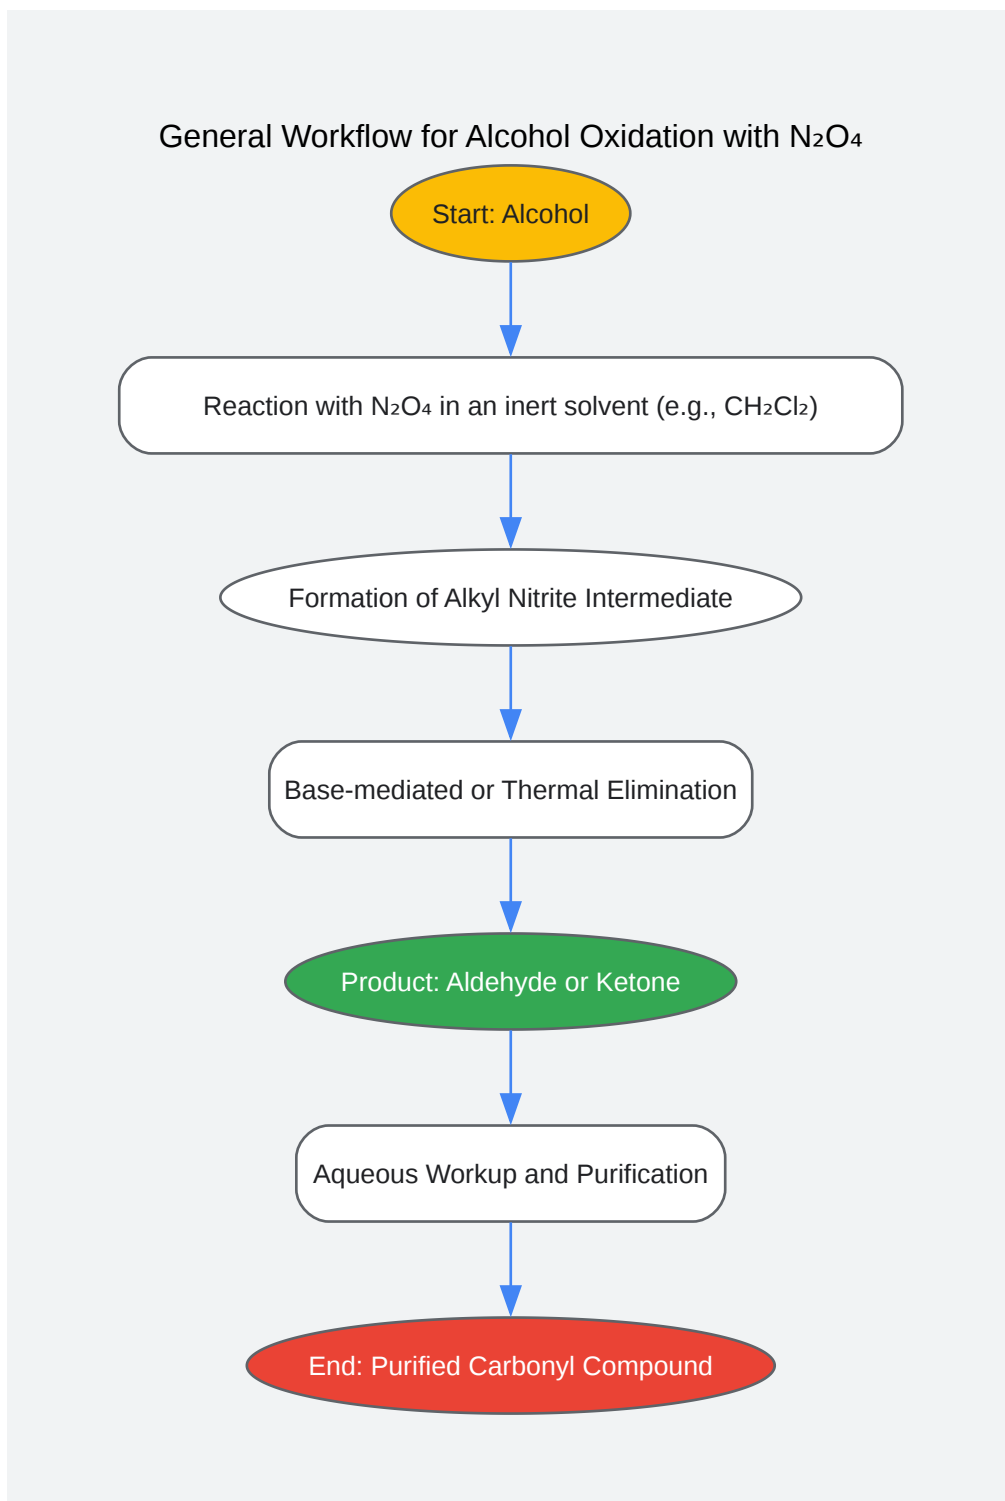 General Workflow for Alcohol Oxidation with N₂O₄
Start: Alcohol
Reaction with N₂O₄ in an inert solvent (e.g., CH₂Cl₂)
Formation of Alkyl Nitrite Intermediate
Base-mediated or Thermal Elimination
Product: Aldehyde or Ketone
Aqueous Workup and Purification
End: Purified Carbonyl Compound